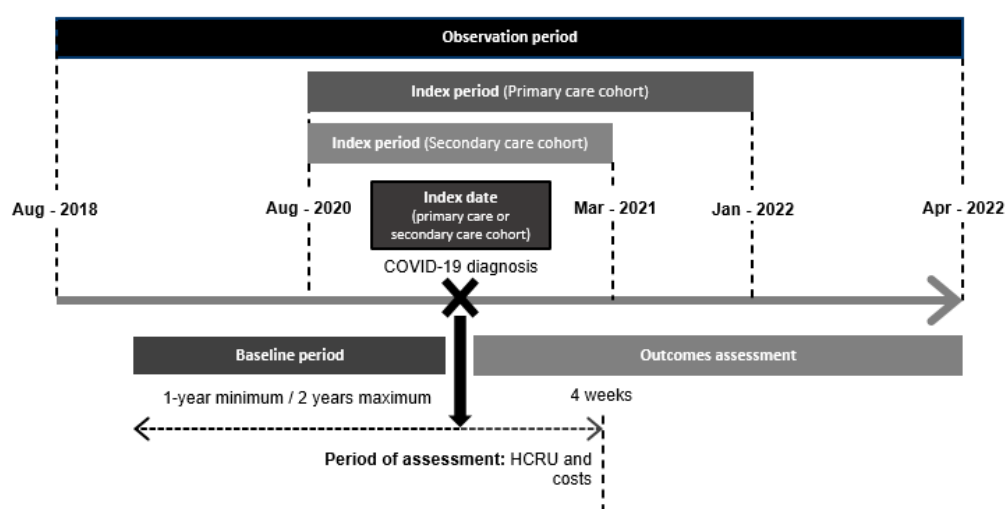 Observation period
Index period (Primary care cohort)
Index period (Secondary care cohort)
Aug - 2018
Aug - 2020
Index date
(primary care or
secondary care cohort)
Mar - 2021
Jan - 2022
Apr - 2022
COVID-19 diagnosis
Baseline period
Outcomes assessment
1-year minimum / 2 years maximum
4 weeks
Period of assessment: HCRU and
costs